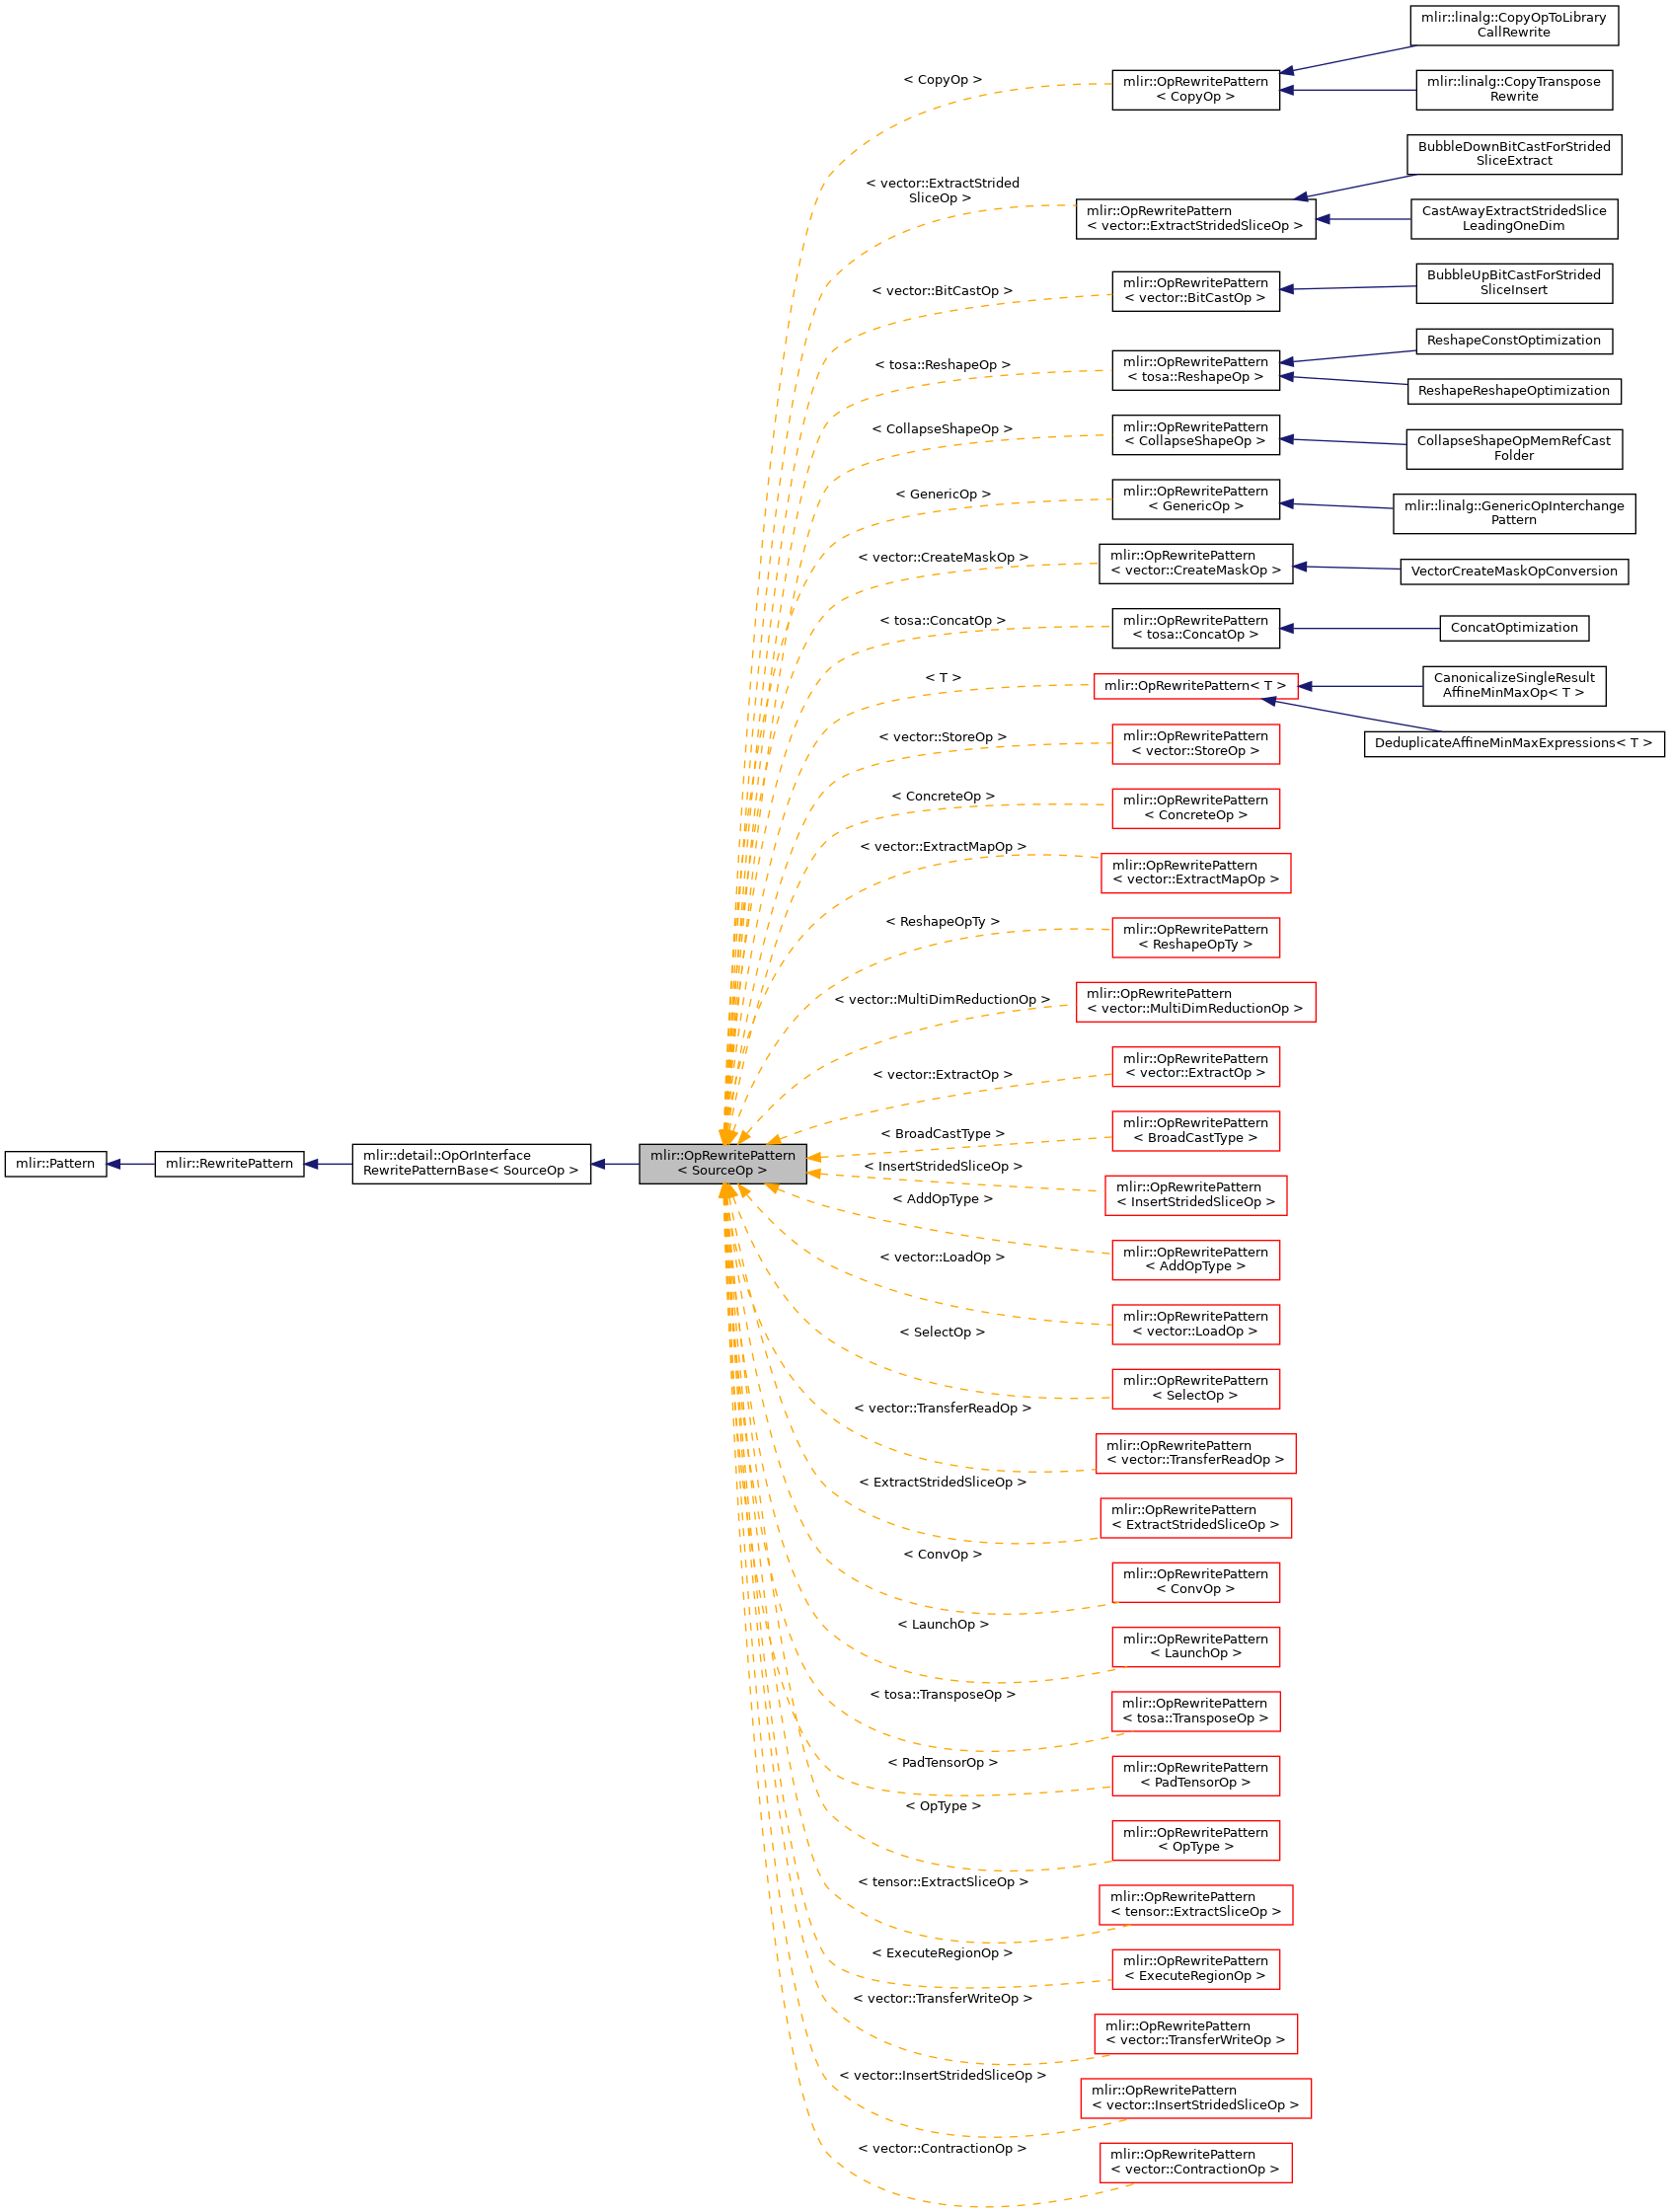 mlir::linalg::CopyOpToLibrary
CallRewrite
< CopyOp >
mlir::OpRewritePattern
< CopyOp >
mlir::linalg::CopyTranspose
Rewrite
BubbleDownBitCastForStrided
SliceExtract
< vector::ExtractStrided
SliceOp >
mlir::OpRewritePattern
< vector::ExtractStridedSliceOp >
CastAwayExtractStridedSlice
LeadingOneDim
< vector::BitCastOp >
mlir::OpRewritePattern
< vector::BitCastOp >
BubbleUpBitCastForStrided
SliceInsert
< tosa::ReshapeOp >
mlir::OpRewritePattern
< tosa::ReshapeOp >
ReshapeConstOptimization
ReshapeReshapeOptimization
< CollapseShapeOp >
mlir::OpRewritePattern
< CollapseShapeOp >
CollapseShapeOpMemRefCast
Folder
< GenericOp >
mlir::OpRewritePattern
< GenericOp >
mlir::linalg::GenericOpInterchange
Pattern
< vector::CreateMaskOp >
mlir::OpRewritePattern
< vector::CreateMaskOp >
VectorCreateMaskOpConversion
< tosa::ConcatOp >
mlir::OpRewritePattern
< tosa::ConcatOp >
ConcatOptimization
< T >
mlir::OpRewritePattern< T >
CanonicalizeSingleResult
AffineMinMaxOp< T >
DeduplicateAffineMinMaxExpressions< T >
< vector::StoreOp >
mlir::OpRewritePattern
< vector::StoreOp >
< ConcreteOp >
mlir::OpRewritePattern
< ConcreteOp >
< vector::ExtractMapOp >
mlir::OpRewritePattern
< vector::ExtractMapOp >
< ReshapeOpTy >
mlir::OpRewritePattern
< ReshapeOpTy >
< vector::MultiDimReductionOp >
mlir::OpRewritePattern
< vector::MultiDimReductionOp >
< vector::ExtractOp >
mlir::OpRewritePattern
< vector::ExtractOp >
< BroadCastType >
mlir::OpRewritePattern
< BroadCastType >
mlir::Pattern
mlir::RewritePattern
mlir::detail::OpOrInterface
RewritePatternBase< SourceOp >
mlir::OpRewritePattern
< SourceOp >
< InsertStridedSliceOp >
mlir::OpRewritePattern
< InsertStridedSliceOp >
< AddOpType >
mlir::OpRewritePattern
< AddOpType >
< vector::LoadOp >
mlir::OpRewritePattern
< vector::LoadOp >
< SelectOp >
mlir::OpRewritePattern
< SelectOp >
< vector::TransferReadOp >
mlir::OpRewritePattern
< vector::TransferReadOp >
< ExtractStridedSliceOp >
mlir::OpRewritePattern
< ExtractStridedSliceOp >
< ConvOp >
mlir::OpRewritePattern
< ConvOp >
< LaunchOp >
mlir::OpRewritePattern
< LaunchOp >
< tosa::TransposeOp >
mlir::OpRewritePattern
< tosa::TransposeOp >
< PadTensorOp >
mlir::OpRewritePattern
< PadTensorOp >
< OpType >
mlir::OpRewritePattern
< OpType >
< tensor::ExtractSliceOp >
mlir::OpRewritePattern
< tensor::ExtractSliceOp >
< ExecuteRegionOp >
mlir::OpRewritePattern
< ExecuteRegionOp >
< vector::TransferWriteOp >
mlir::OpRewritePattern
< vector::TransferWriteOp >
< vector::InsertStridedSliceOp >
mlir::OpRewritePattern
< vector::InsertStridedSliceOp >
< vector::ContractionOp >
mlir::OpRewritePattern
< vector::ContractionOp >